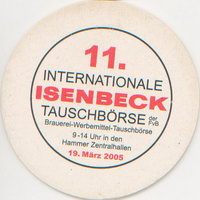 11.
INTERNATIONALE
ISENBECK
TAUSCHBÖRSE der FvB
Brauerei-Werbemittel-Tauschbörse
9-14 Uhr in den
Hammer Zentralhallen
19. März 2005